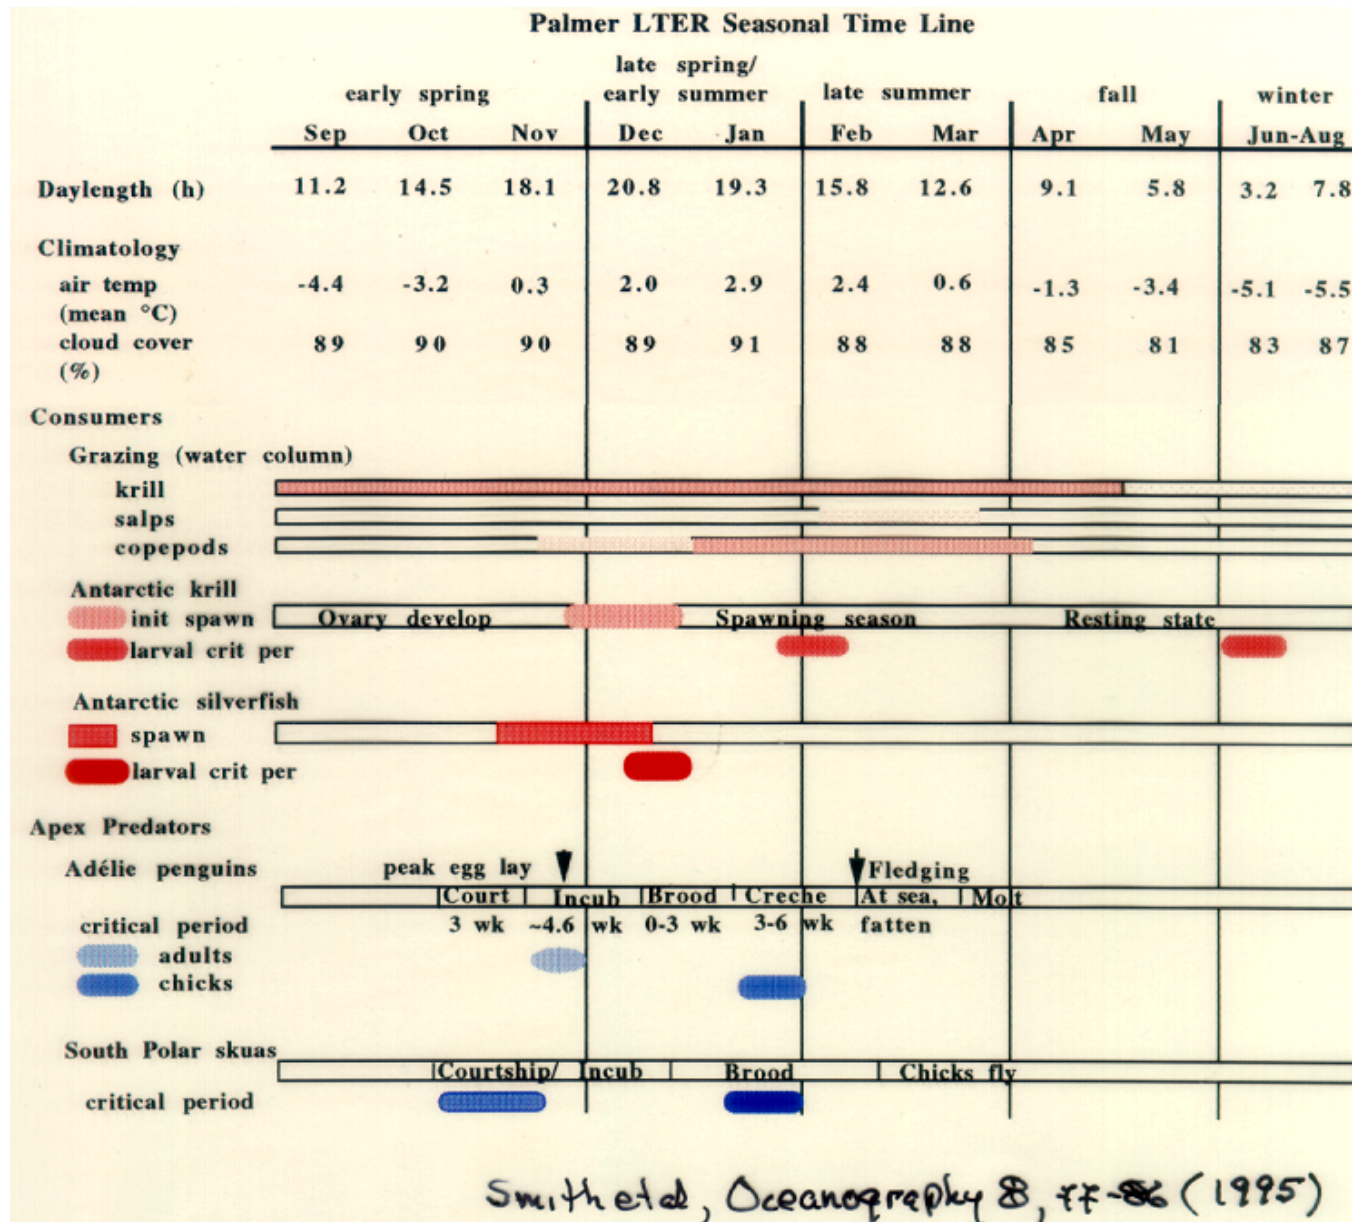 Palmer LTER Seasonal Time Line
late spring/
early spring early summer late summer fall winter
Sep Oct Nov Dec Jan Feb Mar Apr May Jun-Aug
Daylength (h) 11.2 14.5 18.1 20.8 19.3 15.8 12.6 9.1 5.8 3.2 7.8
Climatology
air temp -4.4 -3.2 0.3 2.0 2.9 2.4 0.6 -1.3 -3.4 -5.1 -5.5
(mean °C)
cloud cover 89 90 90 89 91 88 88 85 81 83 87
(%)
Consumers
Grazing (water column)
krill
salps
copepods
Antarctic krill
init spawn Ovary develop Spawning season Resting state
larval crit per
Antarctic silverfish
spawn
larval crit per
Apex Predators
Adélie penguins peak egg lay Fledging
Court Incub Brood Creche At sea, Molt
critical period 3 wk ~4.6 wk 0-3 wk 3-6 wk fatten
adults
chicks
South Polar skuas
Courtship/ Incub Brood Chicks fly
critical period
Smith et al, Oceanography 8, 77-86 (1995)